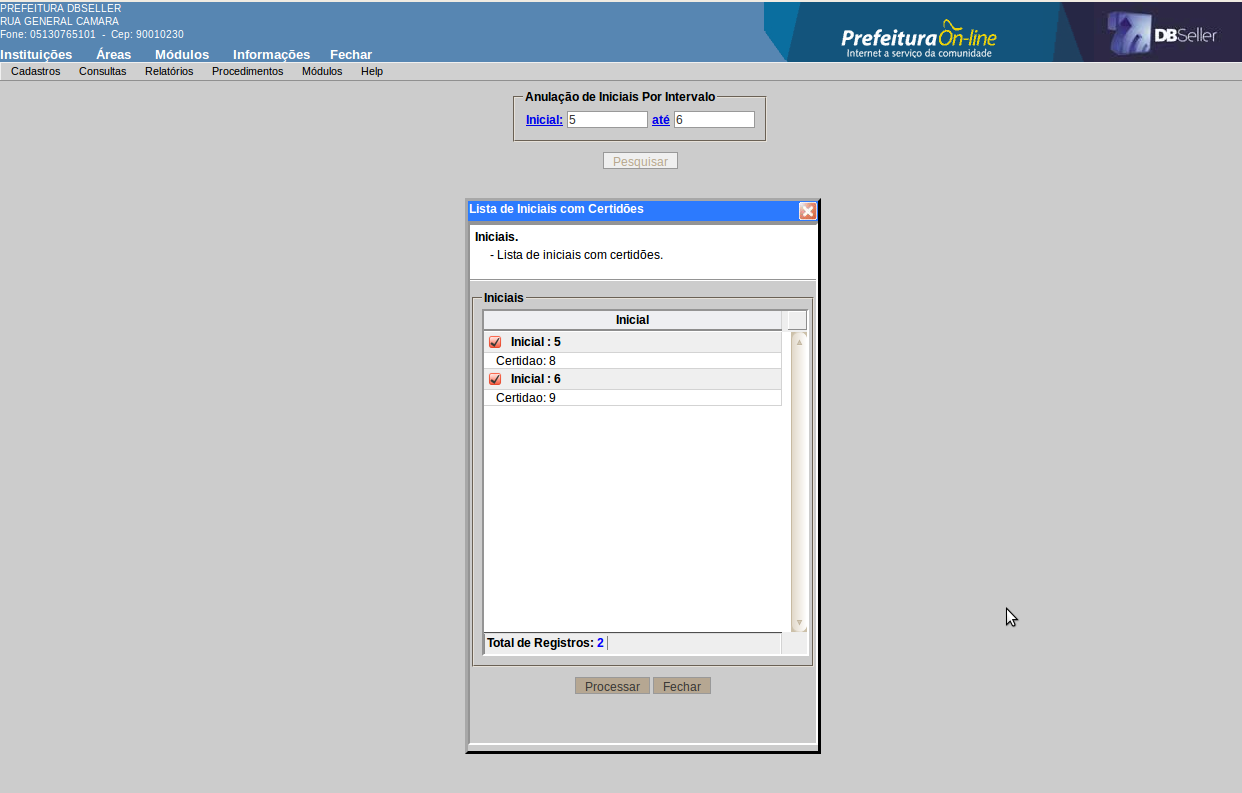 PREFEITURA DBSELLER
RUA GENERAL CAMARA
Fone: 05130765101 - Cep: 90010230
Prefeitura On-line
Internet a serviço da comunidade
DBSeller
Instituições Áreas Módulos Informações Fechar
Cadastros Consultas Relatórios Procedimentos Módulos Help
Anulação de Iniciais Por Intervalo
Inicial: 5 até 6
Pesquisar
Lista de Iniciais com Certidões
Iniciais.
- Lista de iniciais com certidões.
Iniciais
Inicial
Inicial : 5
Certidao: 8
Inicial : 6
Certidao: 9
Total de Registros: 2
Processar Fechar